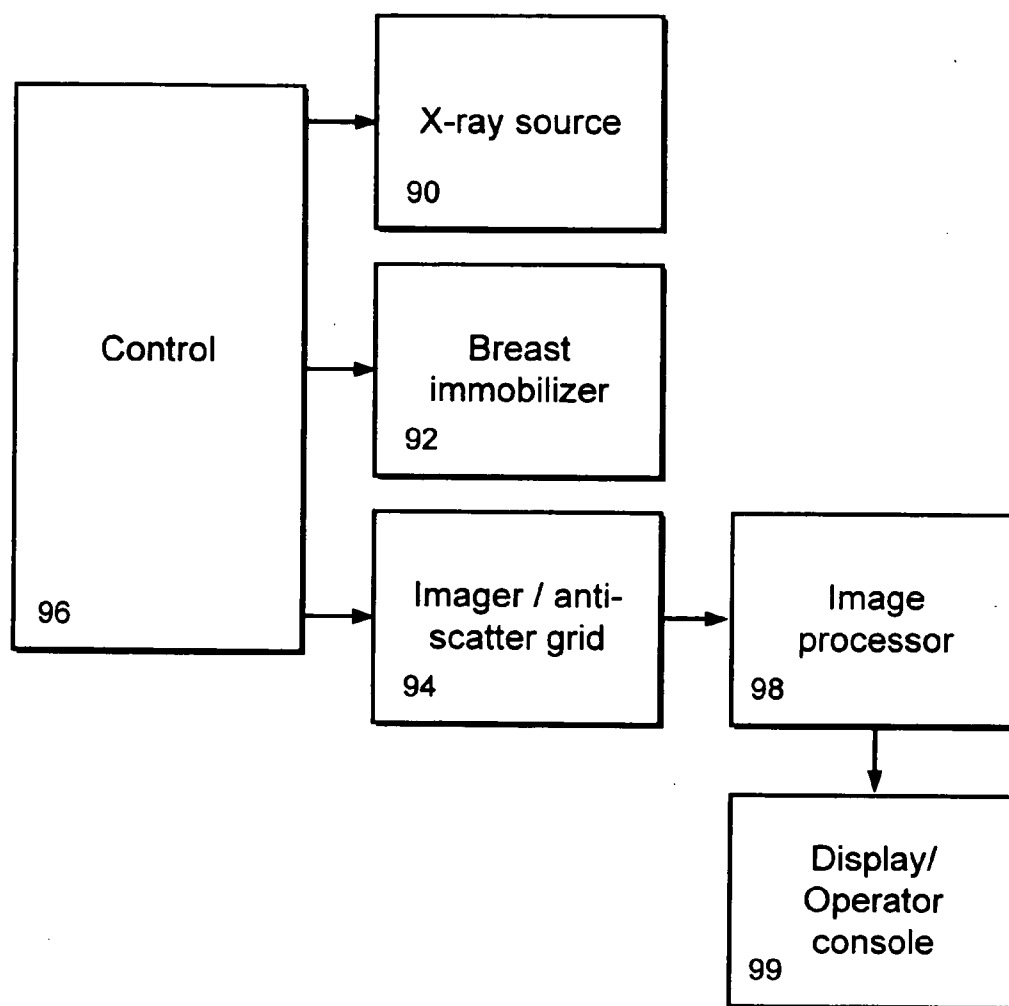 X-ray source
90
Control
96
Breast
immobilizer
92
Imager / anti-
scatter grid
94
Image
processor
98
Display/
Operator
console
99